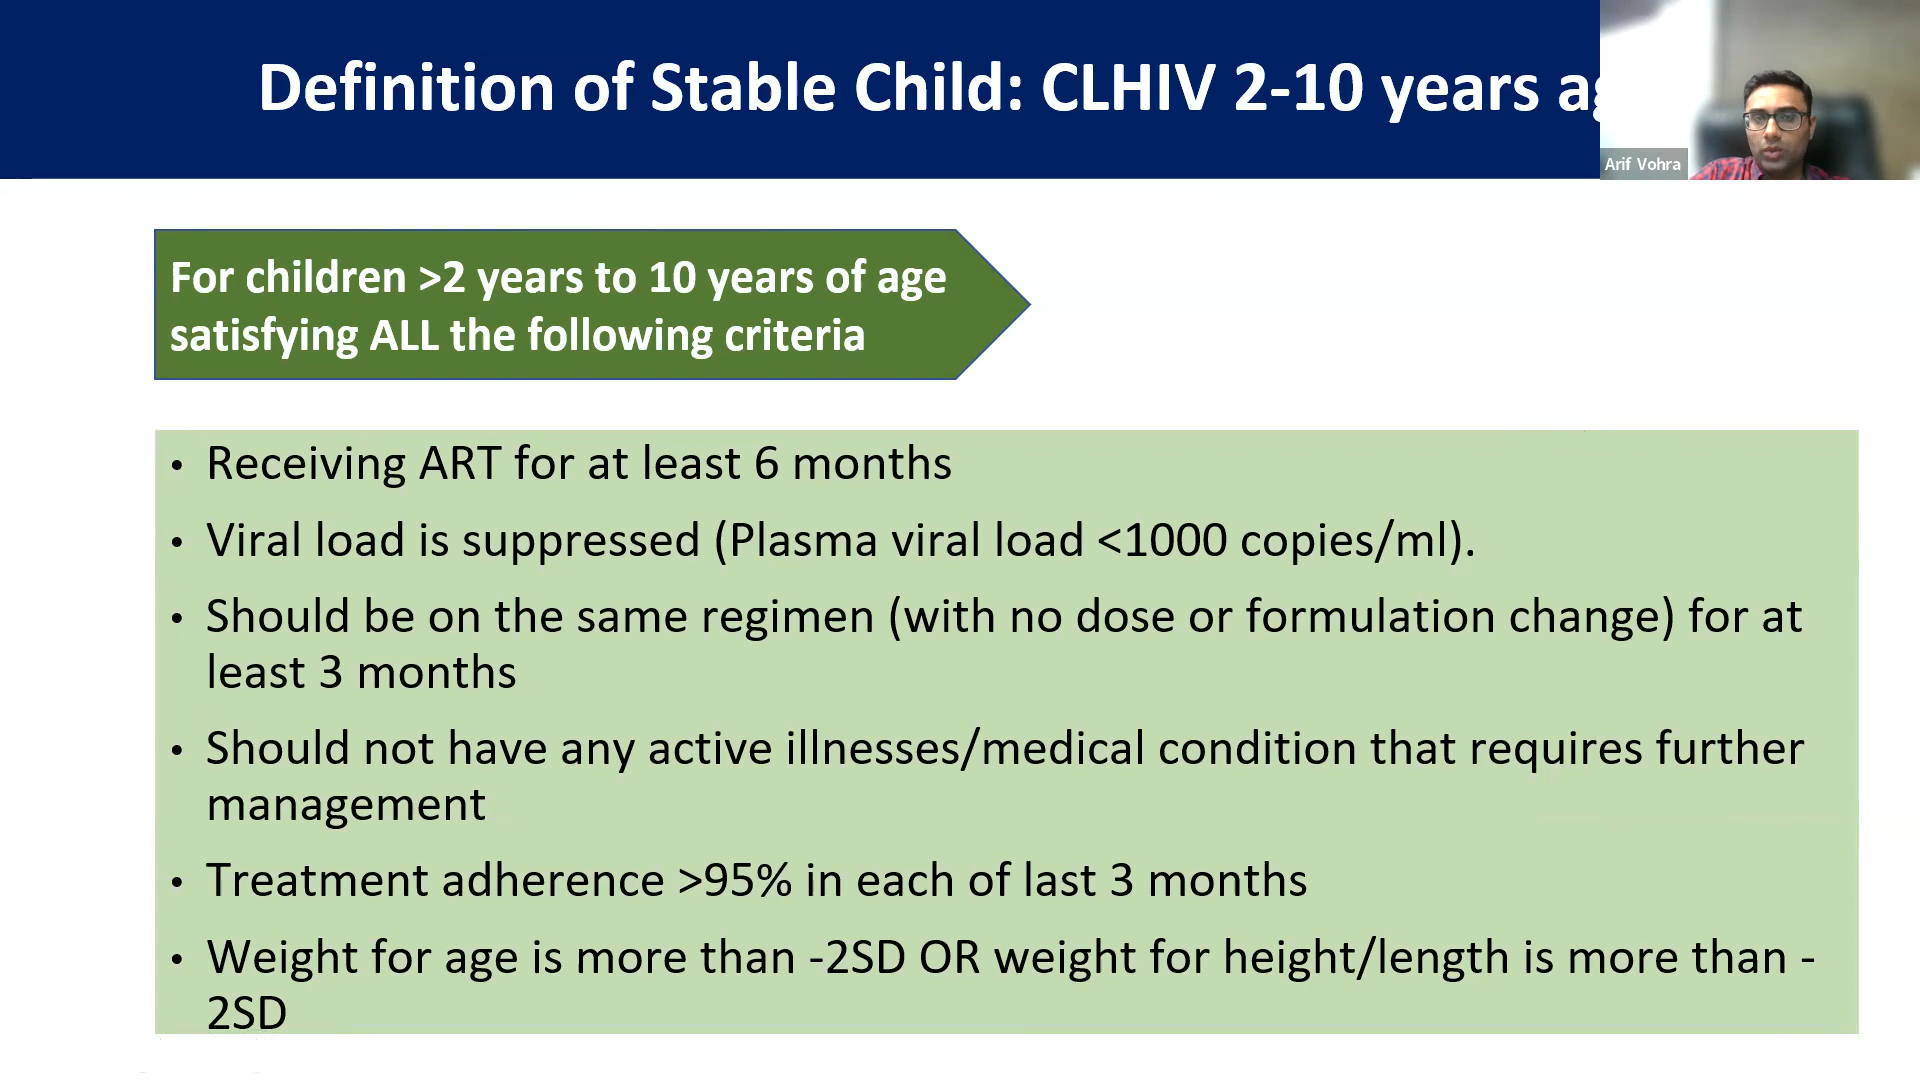 Definition of Stable Child: CLHIV 2-10 years
Arif Vohra
For children >2 years to 10 years of age
satisfying ALL the following criteria
• Receiving ART for at least 6 months
• Viral load is suppressed (Plasma viral load <1000 copies/ml).
• Should be on the same regimen (with no dose or formulation change) for at
least 3 months
• Should not have any active illnesses/medical condition that requires further
management
• Treatment adherence >95% in each of last 3 months
• Weight for age is more than -2SD OR weight for height/length is more than -
2SD